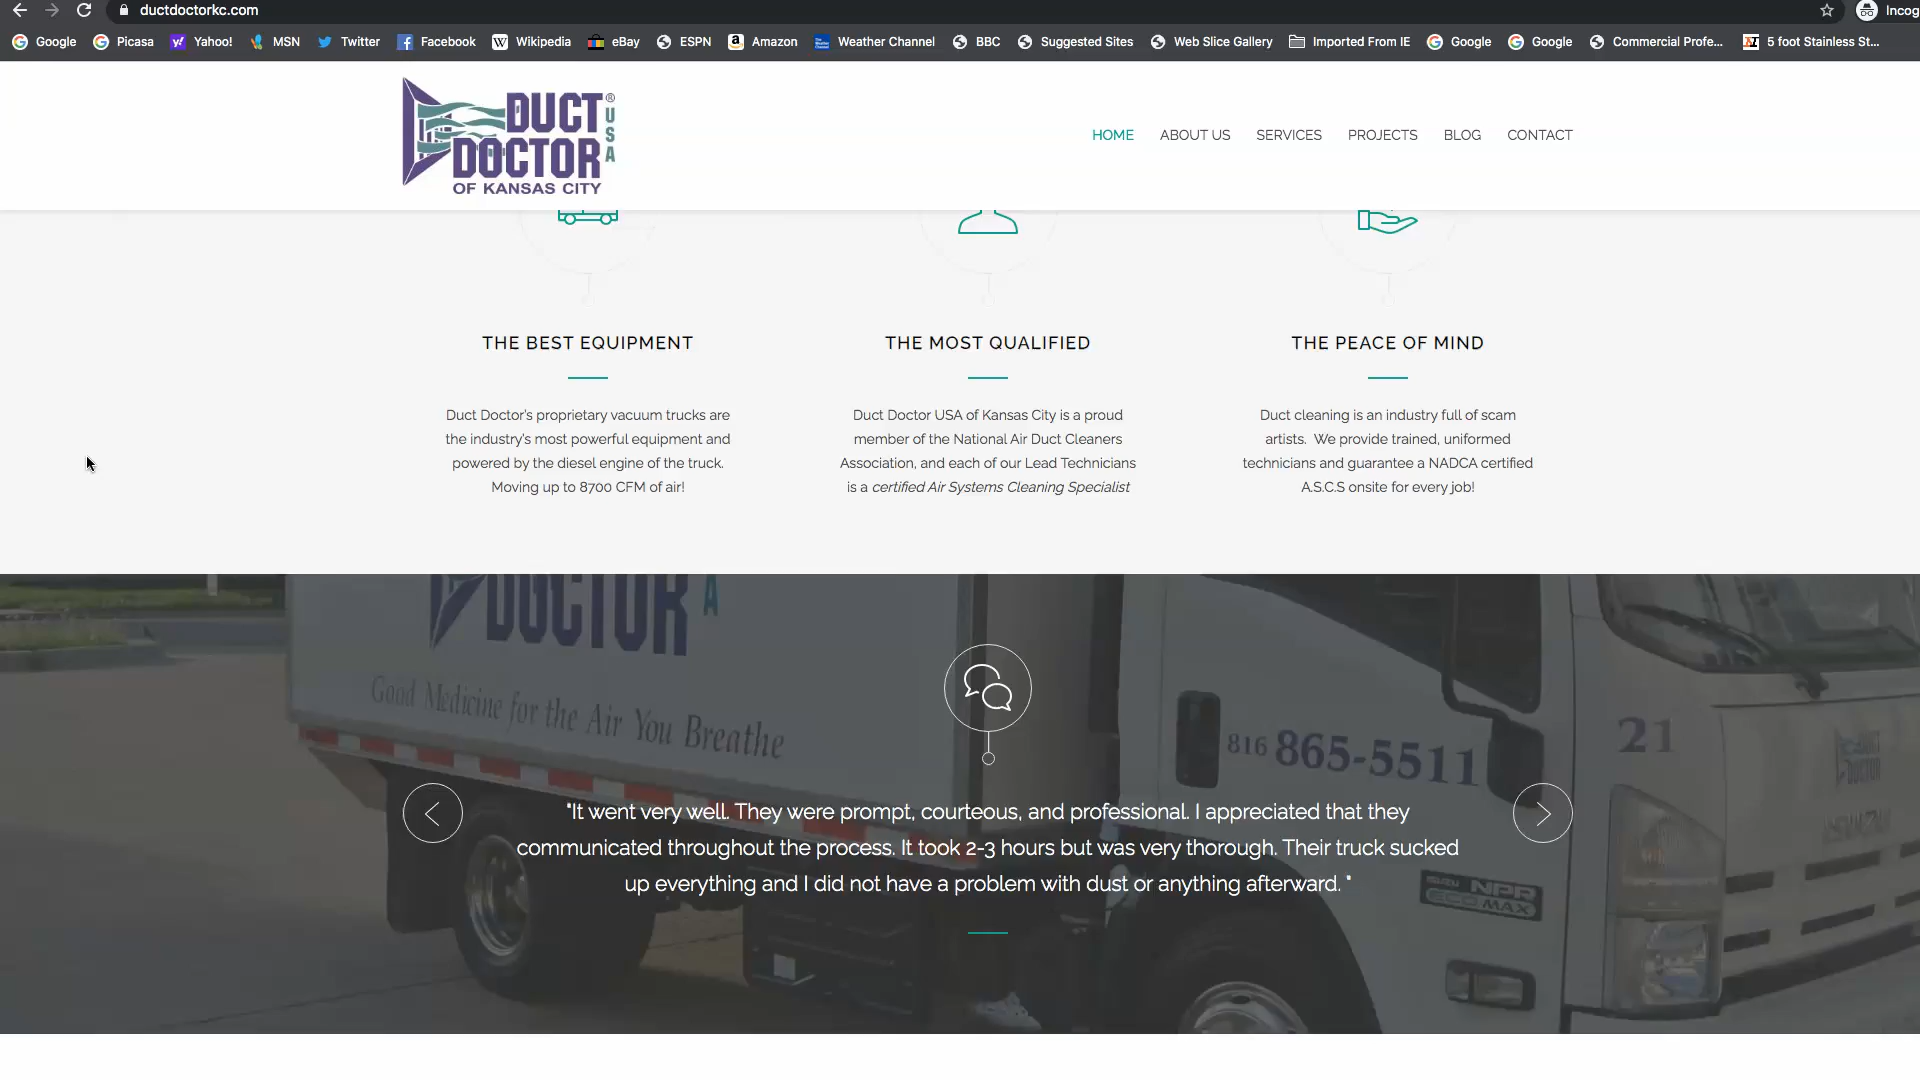 ductdoctorkc.com
Incog
Google Picasa Yahoo! MSN Twitter Facebook Wikipedia eBay ESPN Amazon Weather Channel BBC Suggested Sites Web Slice Gallery Imported From IE Google Google Commercial Profe... 5 foot Stainless St...
DUCT
DOCTOR
USA®
OF KANSAS CITY
HOME ABOUT US SERVICES PROJECTS BLOG CONTACT
THE BEST EQUIPMENT
Duct Doctor's proprietary vacuum trucks are
the industry's most powerful equipment and
powered by the diesel engine of the truck.
Moving up to 8700 CFM of air!
THE MOST QUALIFIED
Duct Doctor USA of Kansas City is a proud
member of the National Air Duct Cleaners
Association, and each of our Lead Technicians
is a certified Air Systems Cleaning Specialist
THE PEACE OF MIND
Duct cleaning is an industry full of scam
artists. We provide trained, uniformed
technicians and guarantee a NADCA certified
A.S.C.S onsite for every job!
DOCTOR A
Good Medicine for the Air You Breathe
816 865-5511
21
"It went very well. They were prompt, courteous, and professional. I appreciated that they
communicated throughout the process. It took 2-3 hours but was very thorough. Their truck sucked
up everything and I did not have a problem with dust or anything afterward. "
ISUZU NPR
ECO MAX
DOCTOR